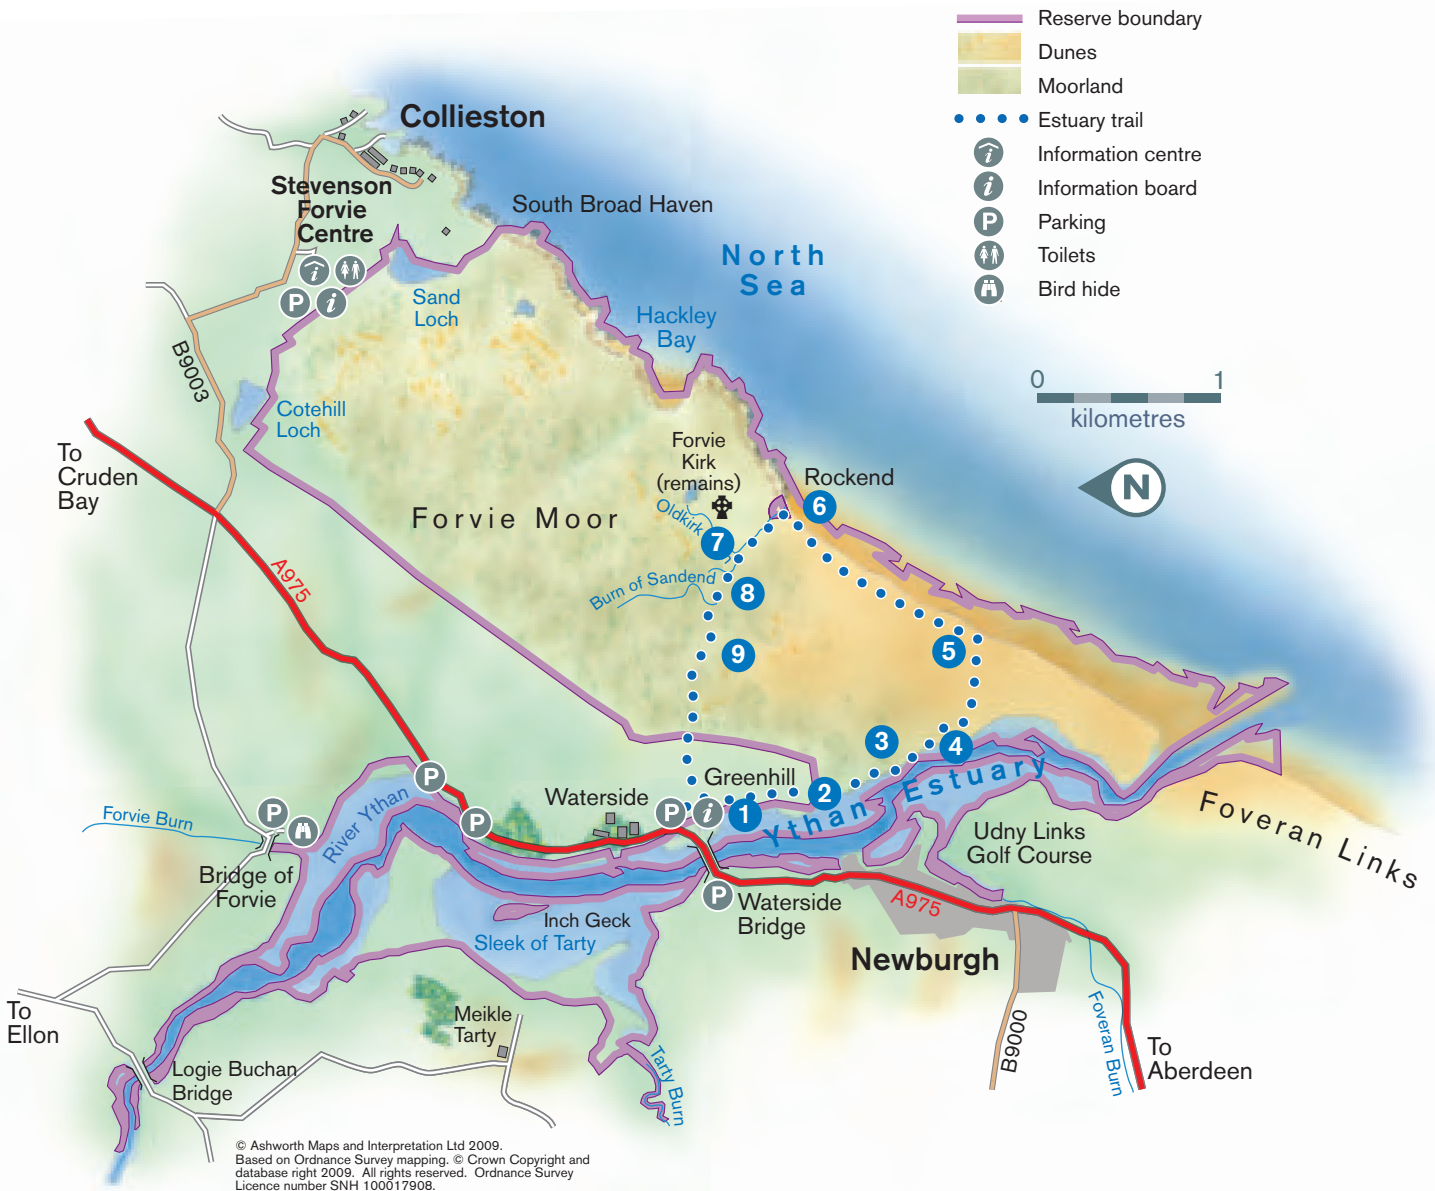 Reserve boundary
Dunes
Moorland
Estuary trail
i
Information centre
i
Information board
P
Parking
Toilets
Bird hide
0
1
kilometres
N
Collieston
Stevenson
Forvie
Centre
i
P
i
South Broad Haven
North
Sea
Sand
Loch
Hackley
Bay
B9003
Cotehill
Loch
To
Cruden
Bay
Forvie
Kirk
(remains)
Rockend
6
Forvie Moor
Oldkirk
7
Burn of Sandend
8
A975
9
5
3
4
Greenhill
2
1
Ythan Estuary
Waterside
P
i
P
P
P
Forvie Burn
River Ythan
Bridge of
Forvie
Udny Links
Golf Course
Foveran Links
P
Waterside
Bridge
A975
Inch Geck
Sleek of Tarty
Newburgh
To
Ellon
Meikle
Tarty
B9000
Foveran Burn
To
Aberdeen
Logie Buchan
Bridge
Tarty Burn
© Ashworth Maps and Interpretation Ltd 2009.
Based on Ordnance Survey mapping. © Crown Copyright and
database right 2009. All rights reserved. Ordnance Survey
Licence number SNH 100017908.